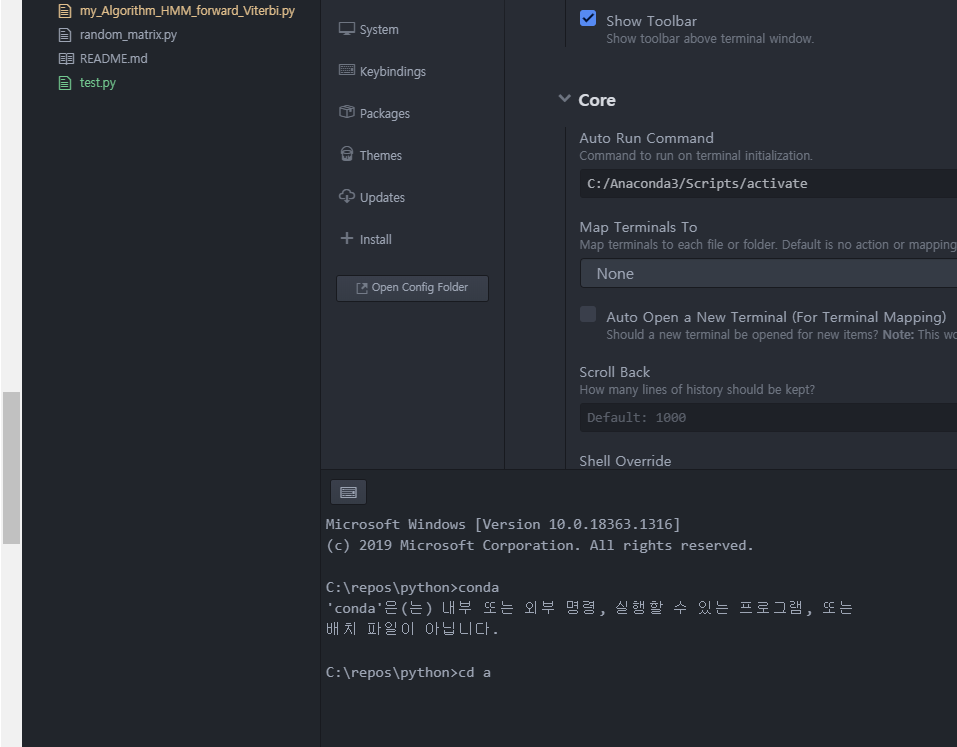 my_Algorithm_HMM_forward_Viterbi.py
random_matrix.py
README.md
test.py
System
Keybindings
Packages
Themes
Updates
Install
Open Config Folder
Show Toolbar
Show toolbar above terminal window.
Core
Auto Run Command
Command to run on terminal initialization.
C:/Anaconda3/Scripts/activate
Map Terminals To
Map terminals to each file or folder. Default is no action or mapping
None
Auto Open a New Terminal (For Terminal Mapping)
Should a new terminal be opened for new items? Note: This wo
Scroll Back
How many lines of history should be kept?
Default: 1000
Shell Override
Microsoft Windows [Version 10.0.18363.1316]
(c) 2019 Microsoft Corporation. All rights reserved.
C:\repos\python>conda
'conda'은(는) 내부 또는 외부 명령, 실행할 수 있는 프로그램, 또는
배치 파일이 아닙니다.
C:\repos\python>cd a